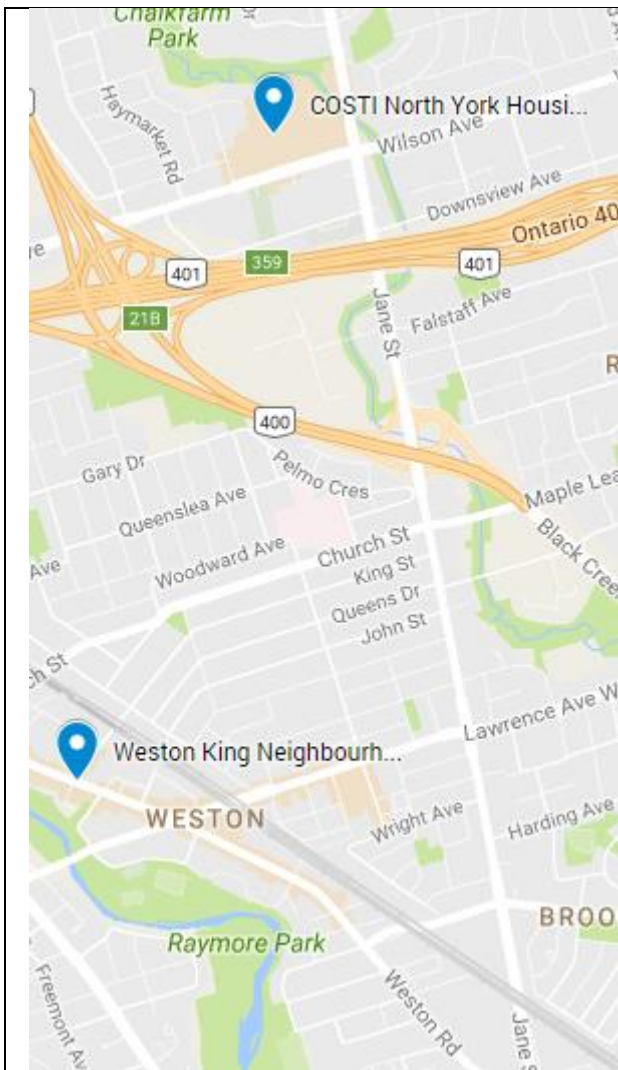 Chalkfarm
Park
Dr
Haymarket Rd
COSTI North York Housi...
Wilson Ave
Downsview Ave
Ontario 40
401
359
401
21B
Jane St
Falstaff Ave
R
400
Gary Dr
Pelmo Cres
Queenslea Ave
Maple Lea
Church St
Black Creek
Woodward Ave
King St
Ave
Queens Dr
John St
ch St
Lawrence Ave W
Weston King Neighbourh...
WESTON
Wright Ave
Harding Ave
BROO
Raymore Park
Freemont Av
Weston Rd
Jane S